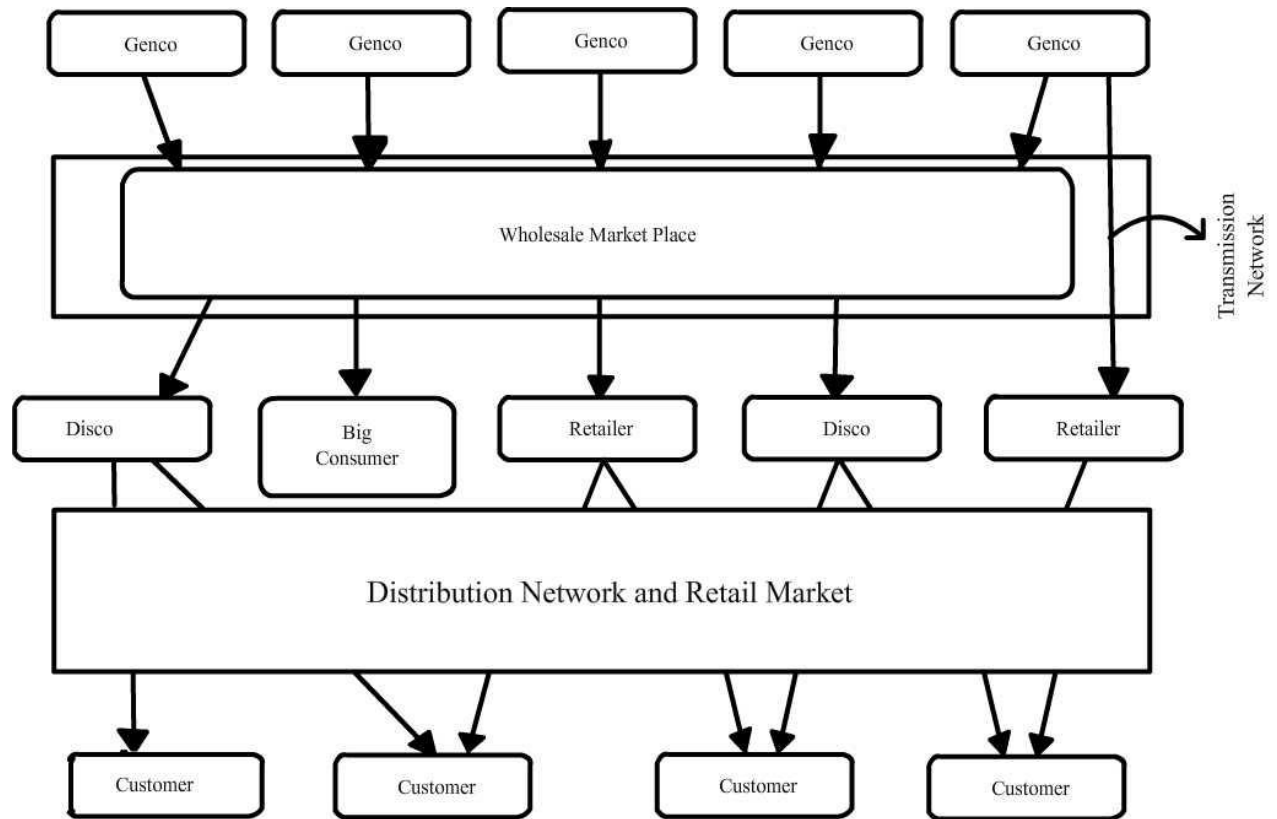 Genco
Genco
Genco
Genco
Genco
Wholesale Market Place
Transmission
Network
Disco
Big
Consumer
Retailer
Disco
Retailer
Distribution Network and Retail Market
Customer
Customer
Customer
Customer